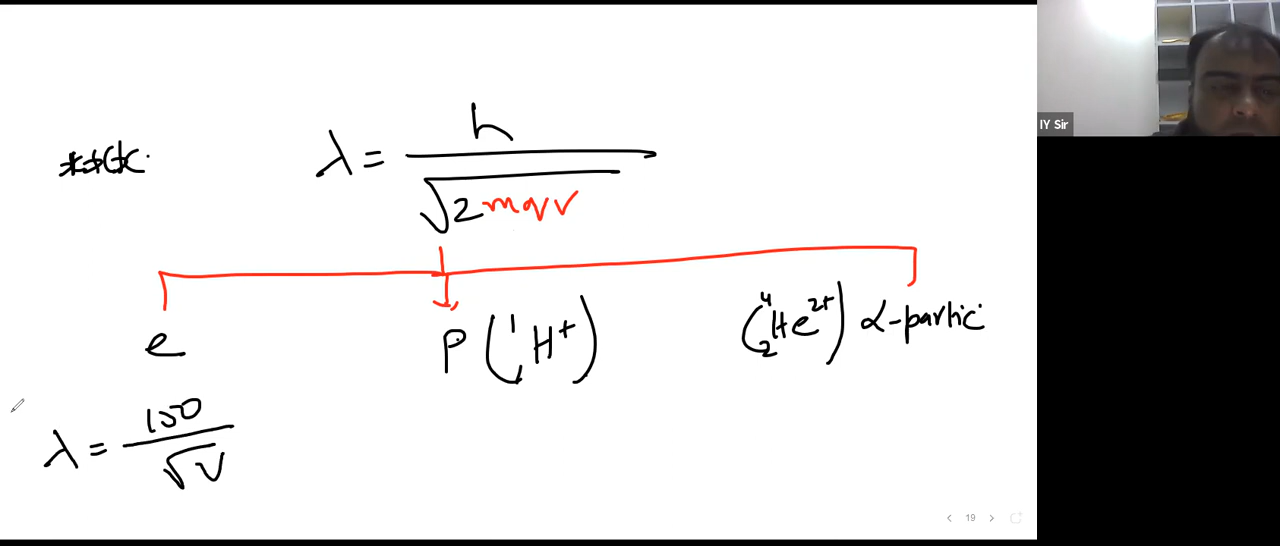 λ = h / √2mqv
IY Sir
e
P (¹₁H⁺)
(⁴₂He²⁺) α-partic
λ = 150 / √V
19